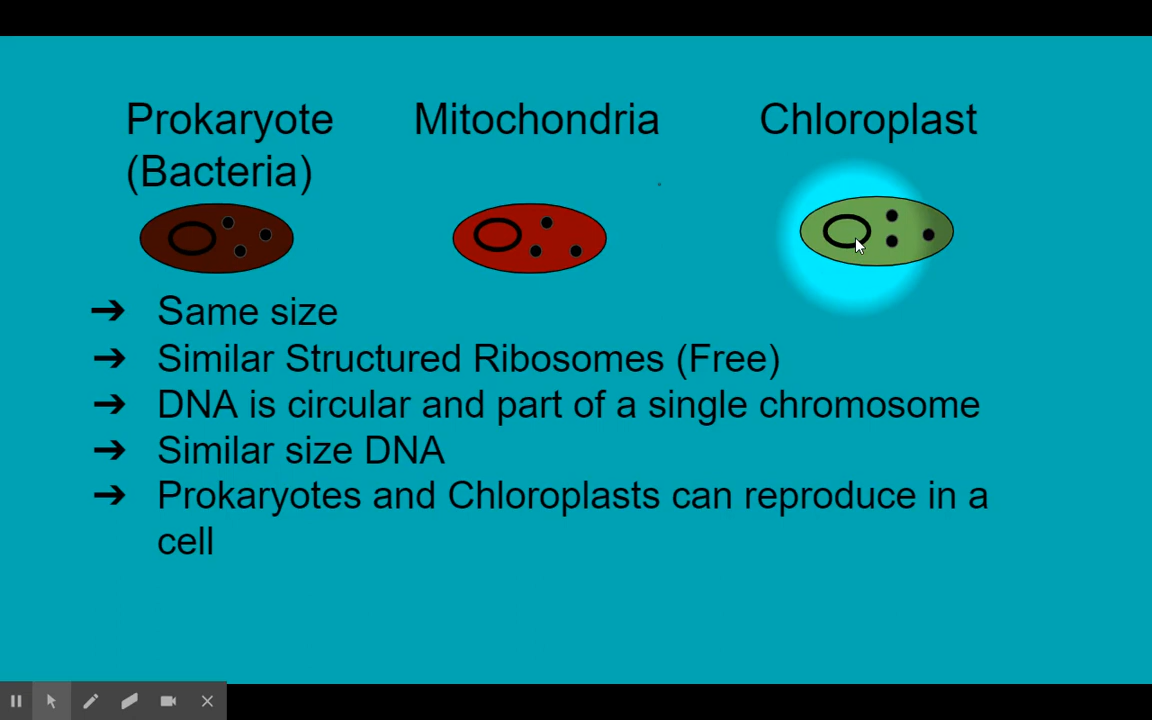 Prokaryote
(Bacteria)
Mitochondria
Chloroplast
➔ Same size
➔ Similar Structured Ribosomes (Free)
➔ DNA is circular and part of a single chromosome
➔ Similar size DNA
➔ Prokaryotes and Chloroplasts can reproduce in a
cell